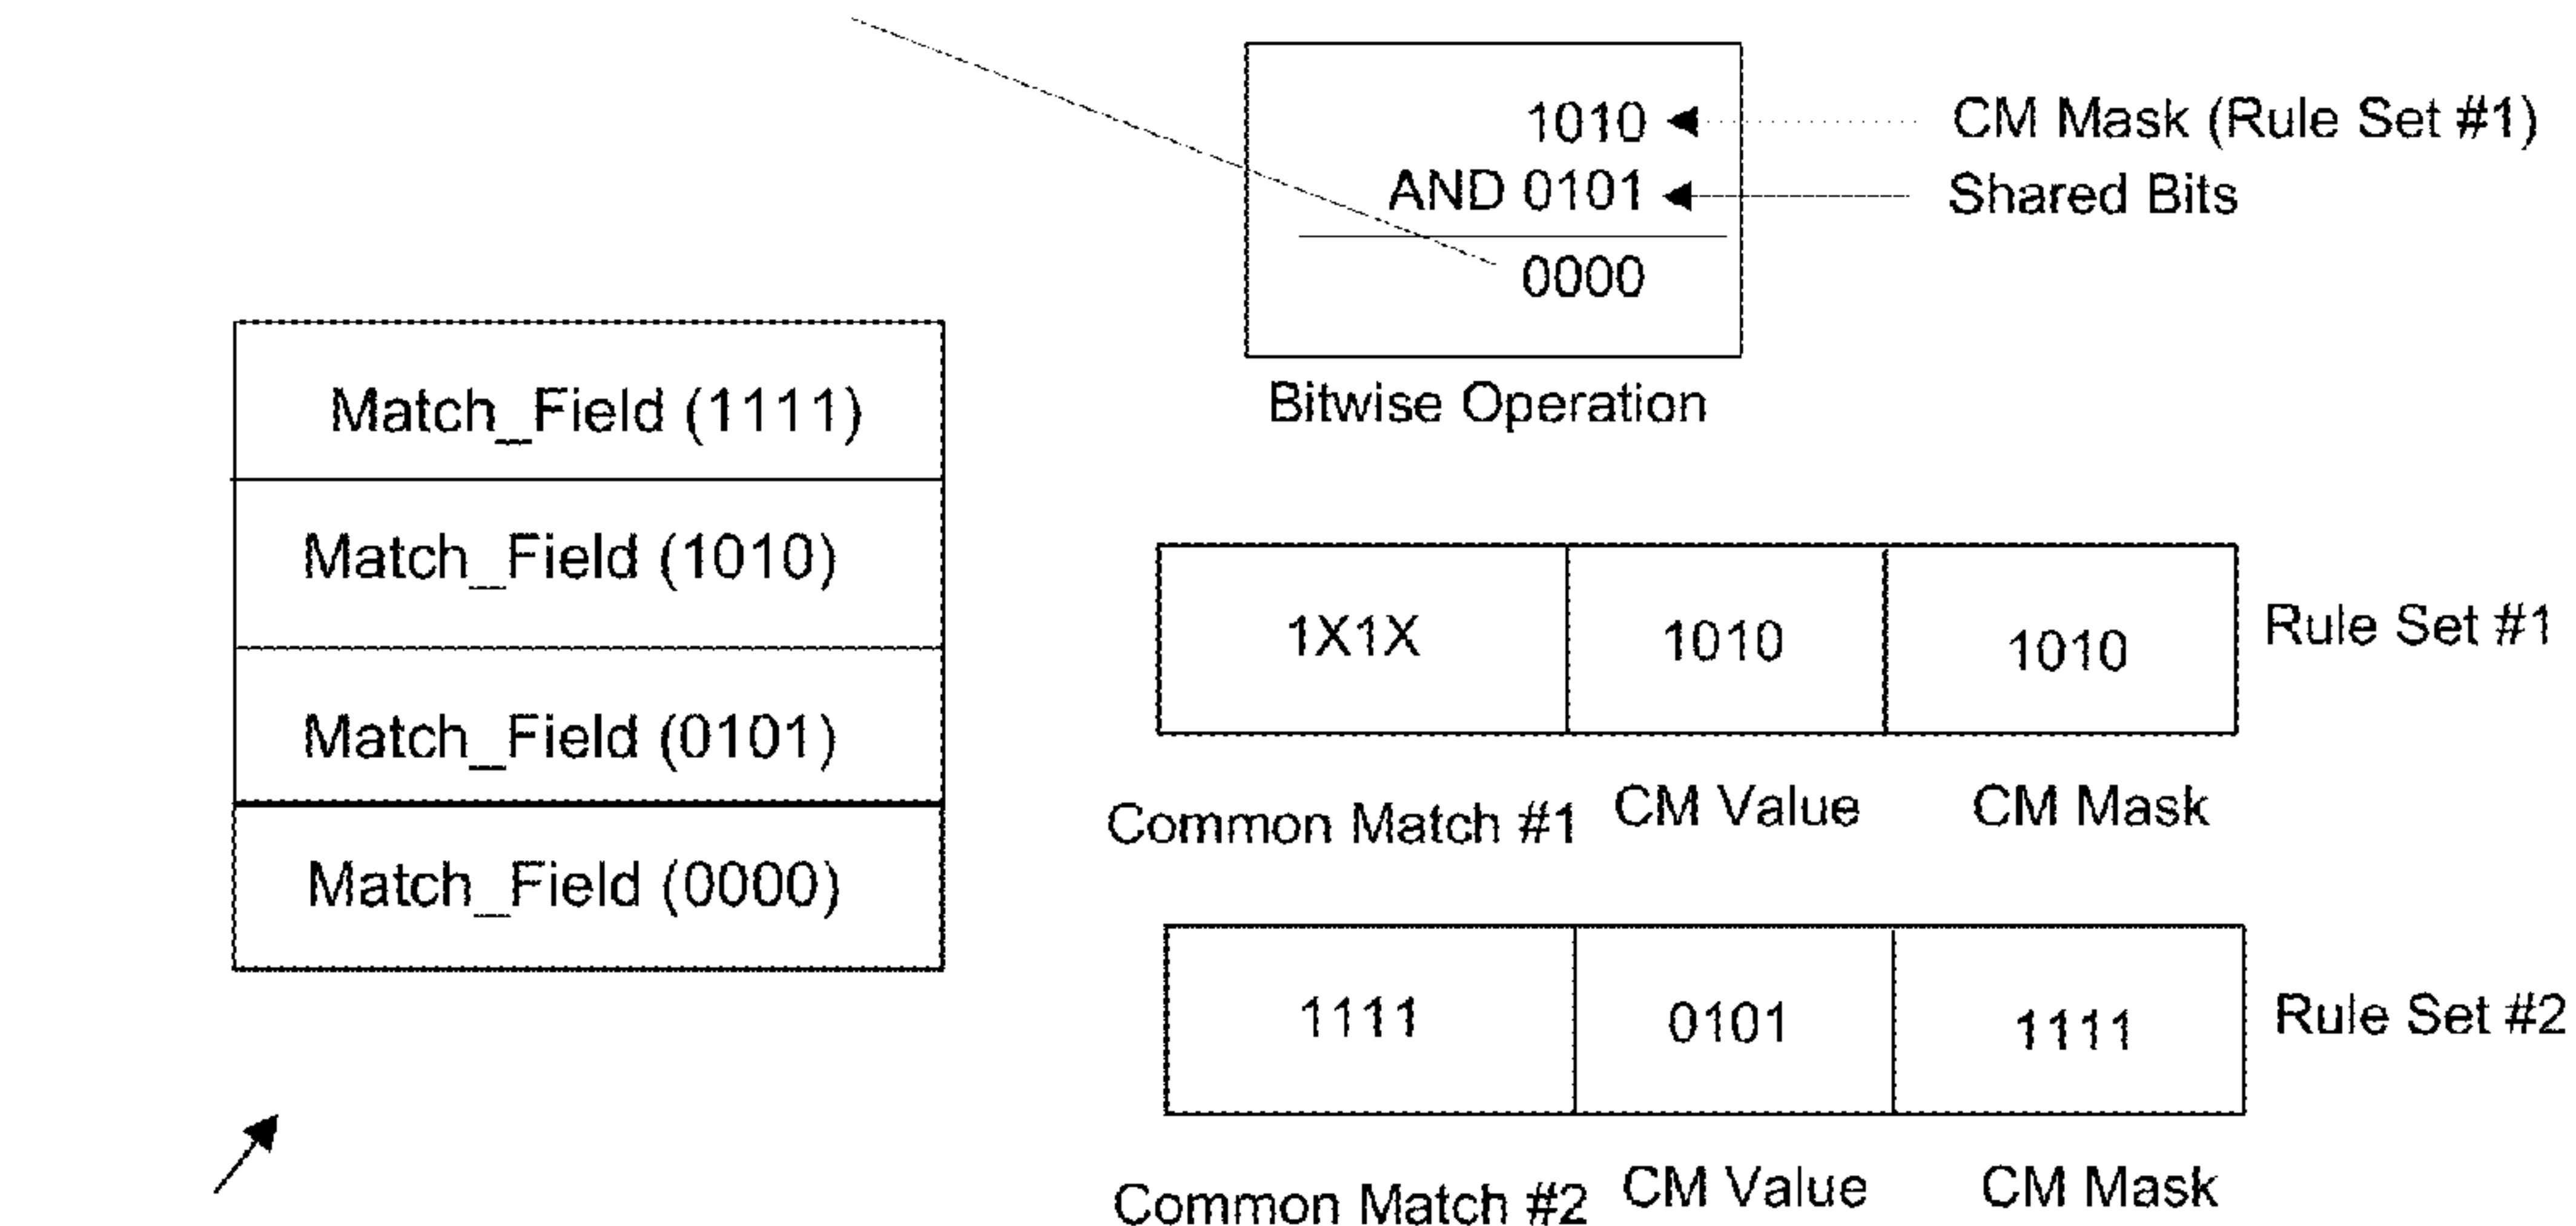 1010
CM Mask (Rule Set #1)
AND 0101
Shared Bits
0000
Bitwise Operation
Match_Field (1111)
Match_Field (1010)
Match_Field (0101)
Match_Field (0000)
1X1X
1010
1010
Rule Set #1
Common Match #1
CM Value
CM Mask
1111
0101
1111
Rule Set #2
Common Match #2
CM Value
CM Mask